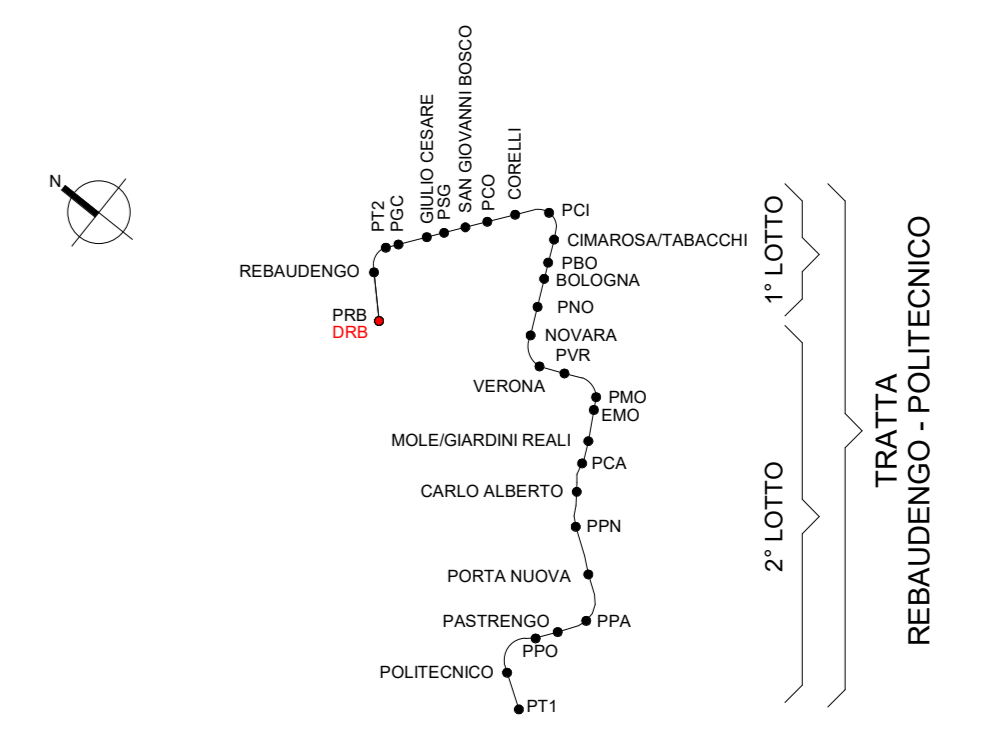 N
REBAUDENGO
PRB
DRB
PT2
PGC
GIULIO CESARE
PSG
SAN GIOVANNI BOSCO
PCO
CORELLI
PCI
CIMAROSA/TABACCHI
PBO
BOLOGNA
PNO
NOVARA
PVR
VERONA
PMO
EMO
MOLE/GIARDINI REALI
PCA
CARLO ALBERTO
PPN
PORTA NUOVA
PASTRENGO
PPA
PPO
POLITECNICO
PT1
1° LOTTO
2° LOTTO
TRATTA
REBAUDENGO - POLITECNICO